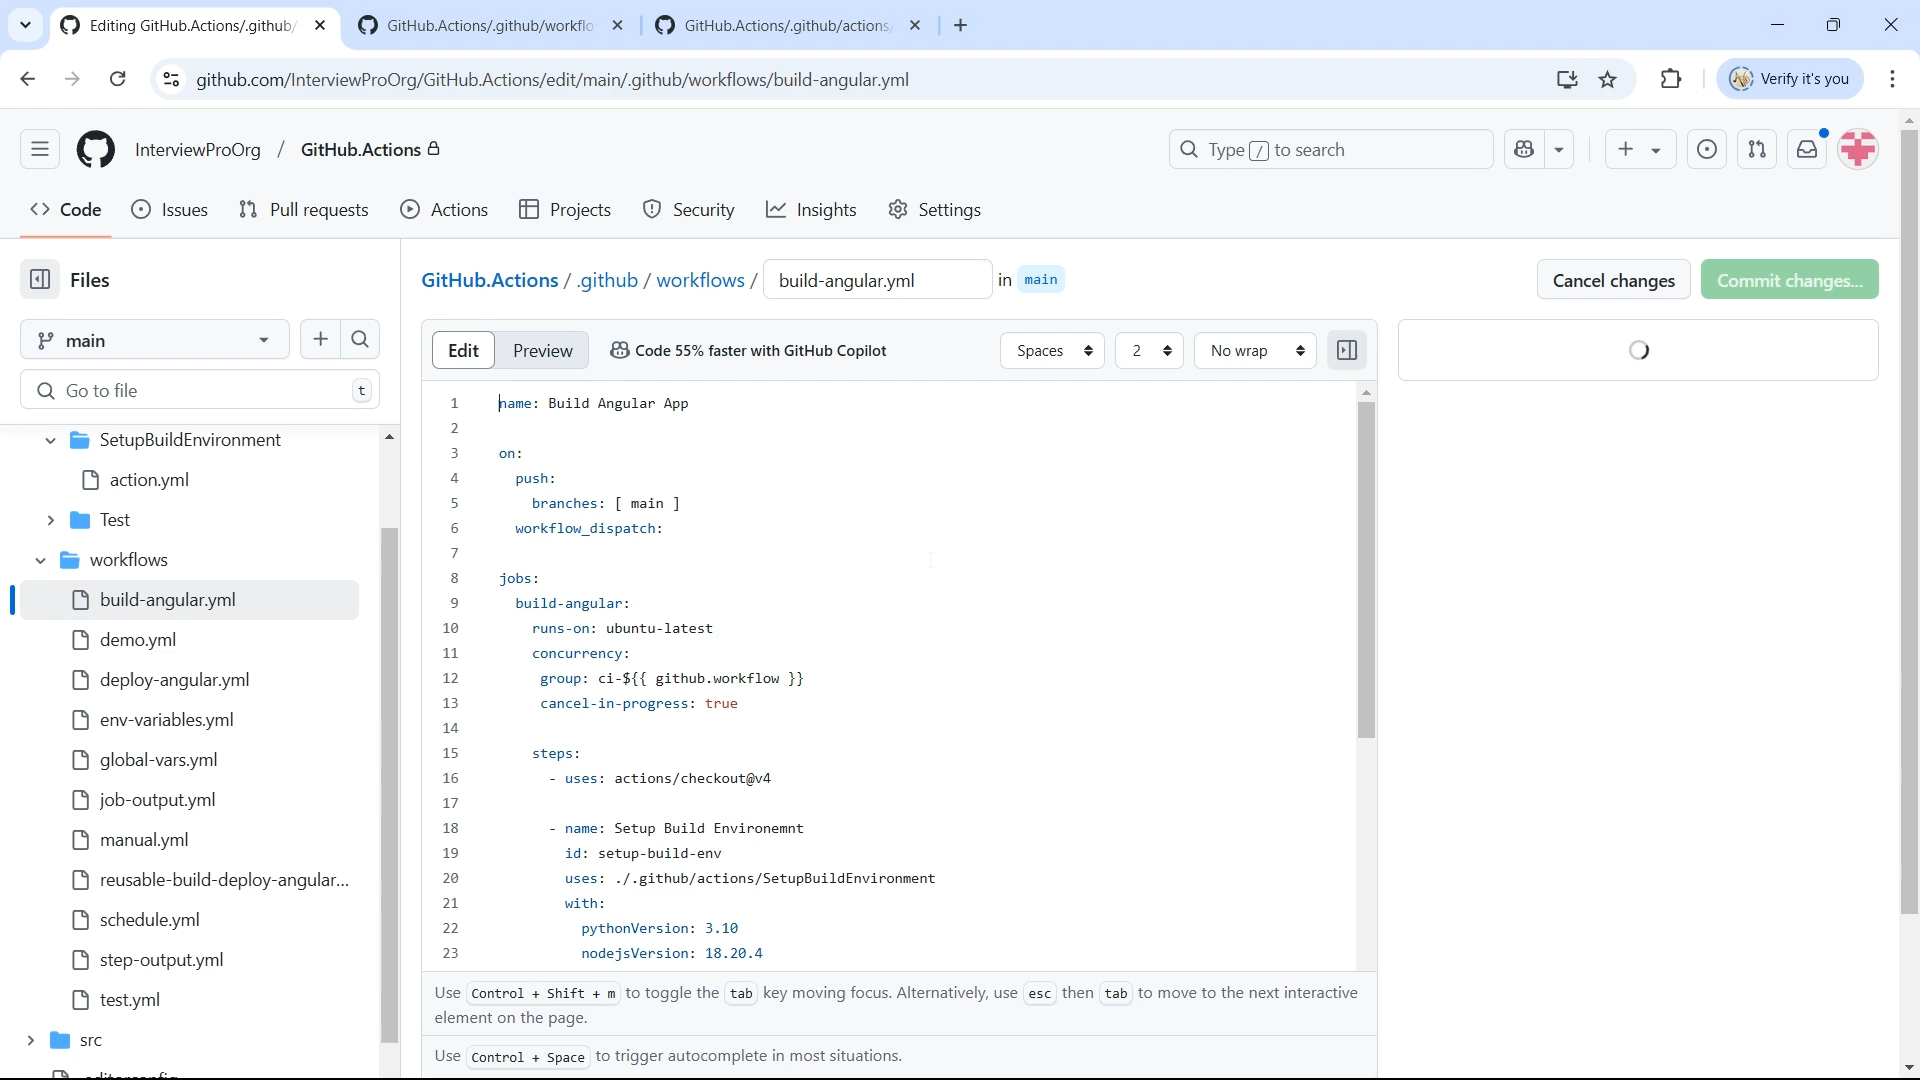 Editing GitHub.Actions/.github/
GitHub.Actions/.github/workflo
GitHub.Actions/.github/actions/
github.com/InterviewProOrg/GitHub.Actions/edit/main/.github/workflows/build-angular.yml
Verify it's you
InterviewProOrg / GitHub.Actions
Type / to search
Code
Issues
Pull requests
Actions
Projects
Security
Insights
Settings
Files
GitHub.Actions / .github / workflows / build-angular.yml in main
Cancel changes
Commit changes...
main
Go to file
t
Edit
Preview
Code 55% faster with GitHub Copilot
Spaces
2
No wrap
SetupBuildEnvironment
action.yml
Test
workflows
build-angular.yml
demo.yml
deploy-angular.yml
env-variables.yml
global-vars.yml
job-output.yml
manual.yml
reusable-build-deploy-angular...
schedule.yml
step-output.yml
test.yml
src
1 name: Build Angular App
2
3 on:
4 push:
5 branches: [ main ]
6 workflow_dispatch:
7
8 jobs:
9 build-angular:
10 runs-on: ubuntu-latest
11 concurrency:
12 group: ci-${{ github.workflow }}
13 cancel-in-progress: true
14
15 steps:
16 - uses: actions/checkout@v4
17
18 - name: Setup Build Environemnt
19 id: setup-build-env
20 uses: ./.github/actions/SetupBuildEnvironment
21 with:
22 pythonVersion: 3.10
23 nodejsVersion: 18.20.4
Use Control + Shift + m to toggle the tab key moving focus. Alternatively, use esc then tab to move to the next interactive
element on the page.
Use Control + Space to trigger autocomplete in most situations.